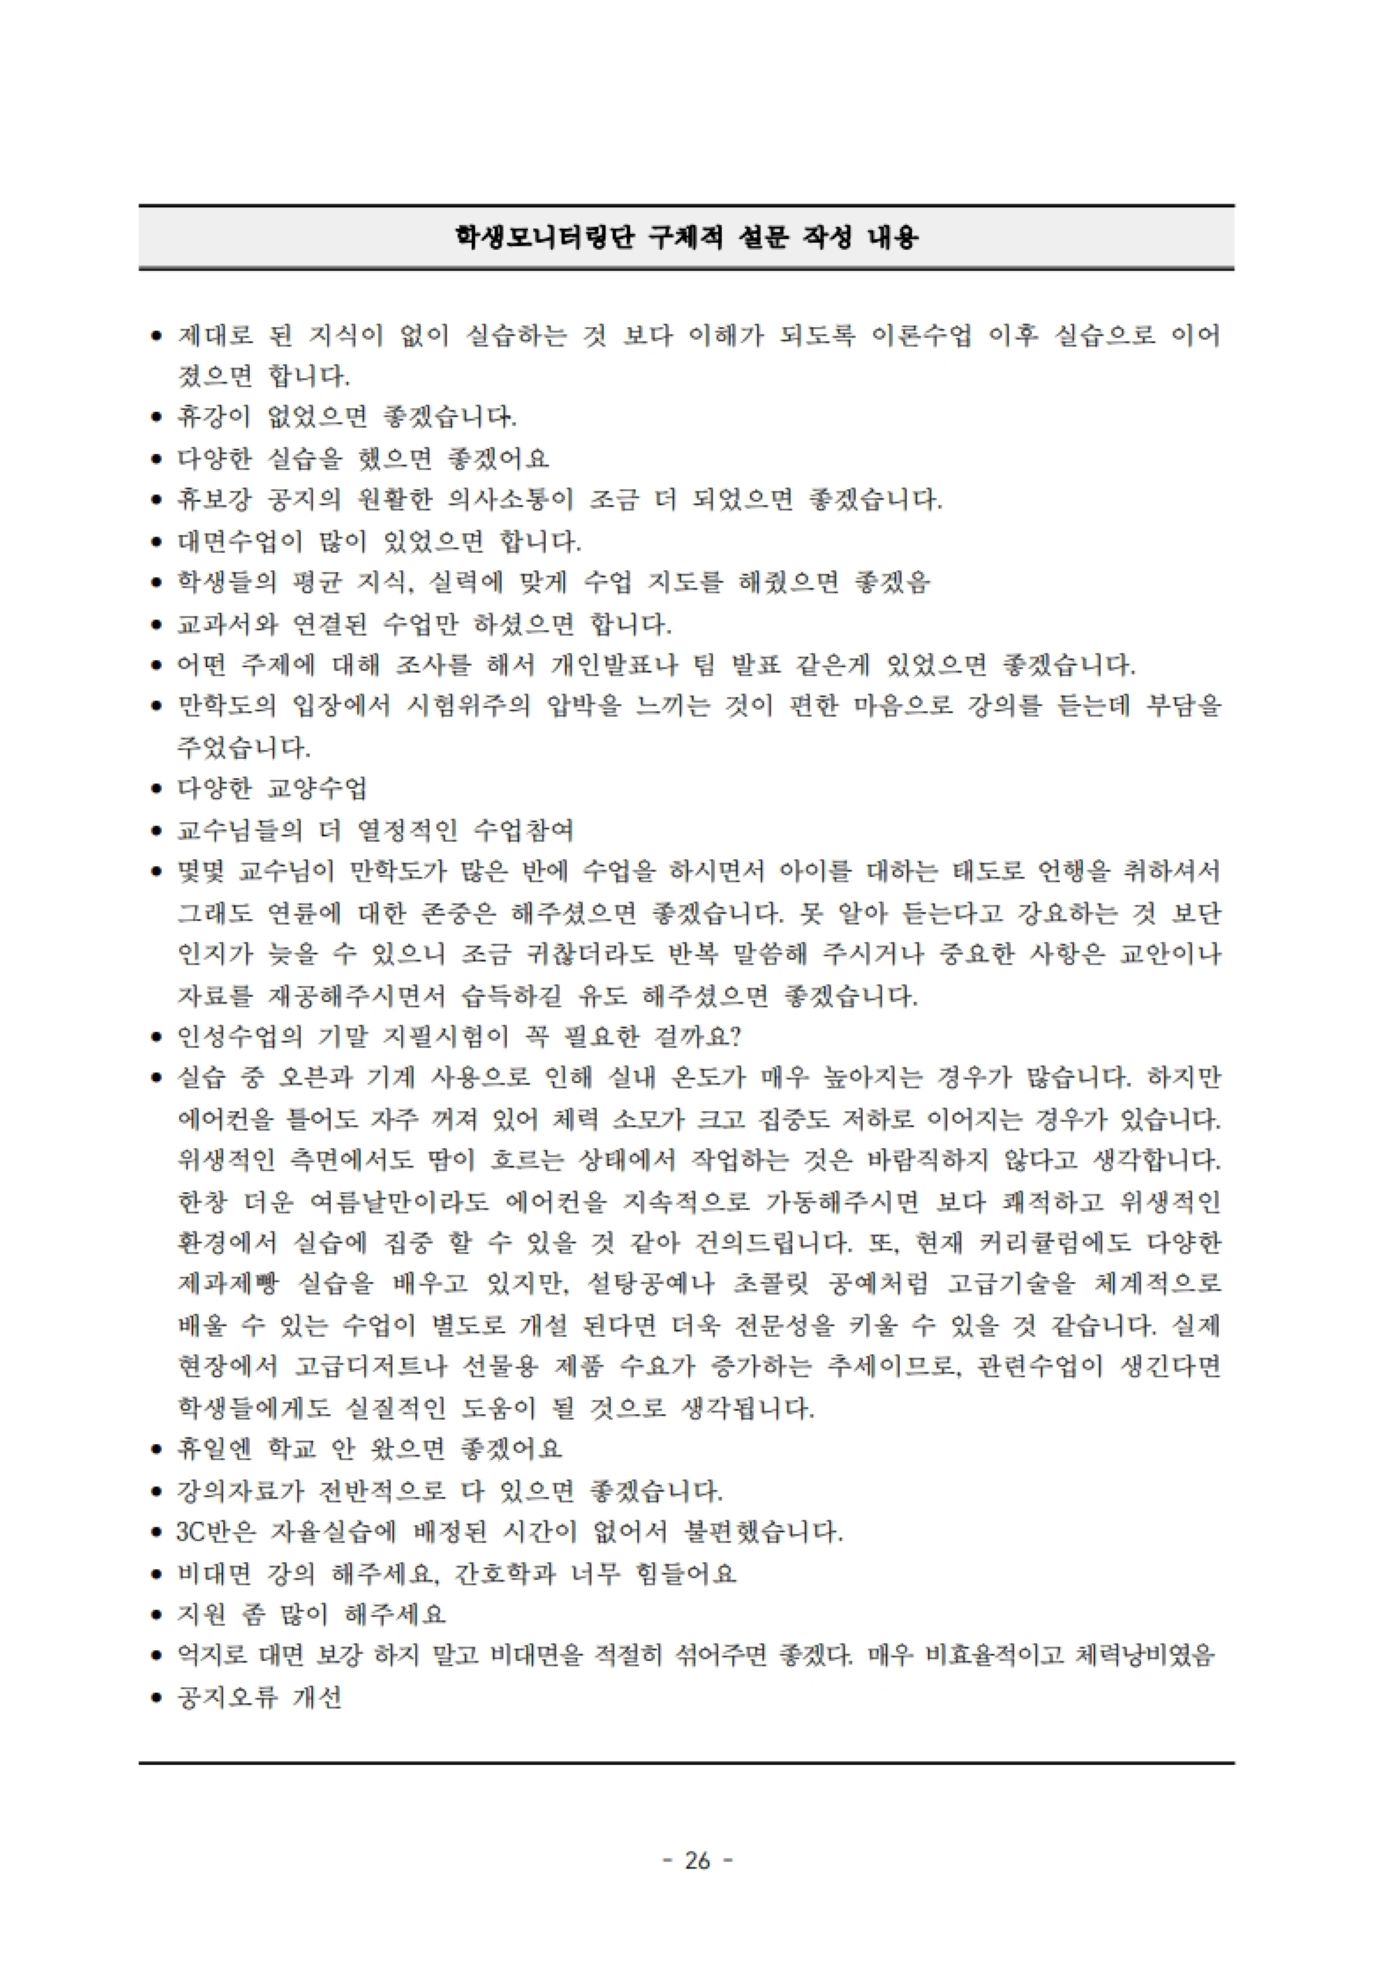 학생모니터링단 구체적 설문 작성 내용
• 제대로 된 지식이 없이 실습하는 것 보다 이해가 되도록 이론수업 이후 실습으로 이어
졌으면 합니다.
• 휴강이 없었으면 좋겠습니다.
• 다양한 실습을 했으면 좋겠어요
• 휴보강 공지의 원활한 의사소통이 조금 더 되었으면 좋겠습니다.
• 대면수업이 많이 있었으면 합니다.
• 학생들의 평균 지식, 실력에 맞게 수업 지도를 해줬으면 좋겠음
• 교과서와 연결된 수업만 하셨으면 합니다.
• 어떤 주제에 대해 조사를 해서 개인발표나 팀 발표 같은게 있었으면 좋겠습니다.
• 만학도의 입장에서 시험위주의 압박을 느끼는 것이 편한 마음으로 강의를 듣는데 부담을
주었습니다.
• 다양한 교양수업
• 교수님들의 더 열정적인 수업참여
• 몇몇 교수님이 만학도가 많은 반에 수업을 하시면서 아이를 대하는 태도로 언행을 취하셔서
그래도 연륜에 대한 존중은 해주셨으면 좋겠습니다. 못 알아 듣는다고 강요하는 것 보단
인지가 늦을 수 있으니 조금 귀찮더라도 반복 말씀해 주시거나 중요한 사항은 교안이나
자료를 재공해주시면서 습득하길 유도 해주셨으면 좋겠습니다.
• 인성수업의 기말 지필시험이 꼭 필요한 걸까요?
• 실습 중 오븐과 기계 사용으로 인해 실내 온도가 매우 높아지는 경우가 많습니다. 하지만
에어컨을 틀어도 자주 꺼져 있어 체력 소모가 크고 집중도 저하로 이어지는 경우가 있습니다.
위생적인 측면에서도 땀이 흐르는 상태에서 작업하는 것은 바람직하지 않다고 생각합니다.
한창 더운 여름날만이라도 에어컨을 지속적으로 가동해주시면 보다 쾌적하고 위생적인
환경에서 실습에 집중 할 수 있을 것 같아 건의드립니다. 또, 현재 커리큘럼에도 다양한
제과제빵 실습을 배우고 있지만, 설탕공예나 초콜릿 공예처럼 고급기술을 체계적으로
배울 수 있는 수업이 별도로 개설 된다면 더욱 전문성을 키울 수 있을 것 같습니다. 실제
현장에서 고급디저트나 선물용 제품 수요가 증가하는 추세이므로, 관련수업이 생긴다면
학생들에게도 실질적인 도움이 될 것으로 생각됩니다.
• 휴일엔 학교 안 왔으면 좋겠어요
• 강의자료가 전반적으로 다 있으면 좋겠습니다.
• 3C반은 자율실습에 배정된 시간이 없어서 불편했습니다.
• 비대면 강의 해주세요, 간호학과 너무 힘들어요
• 지원 좀 많이 해주세요
• 억지로 대면 보강 하지 말고 비대면을 적절히 섞어주면 좋겠다. 매우 비효율적이고 체력낭비였음
• 공지오류 개선
- 26 -